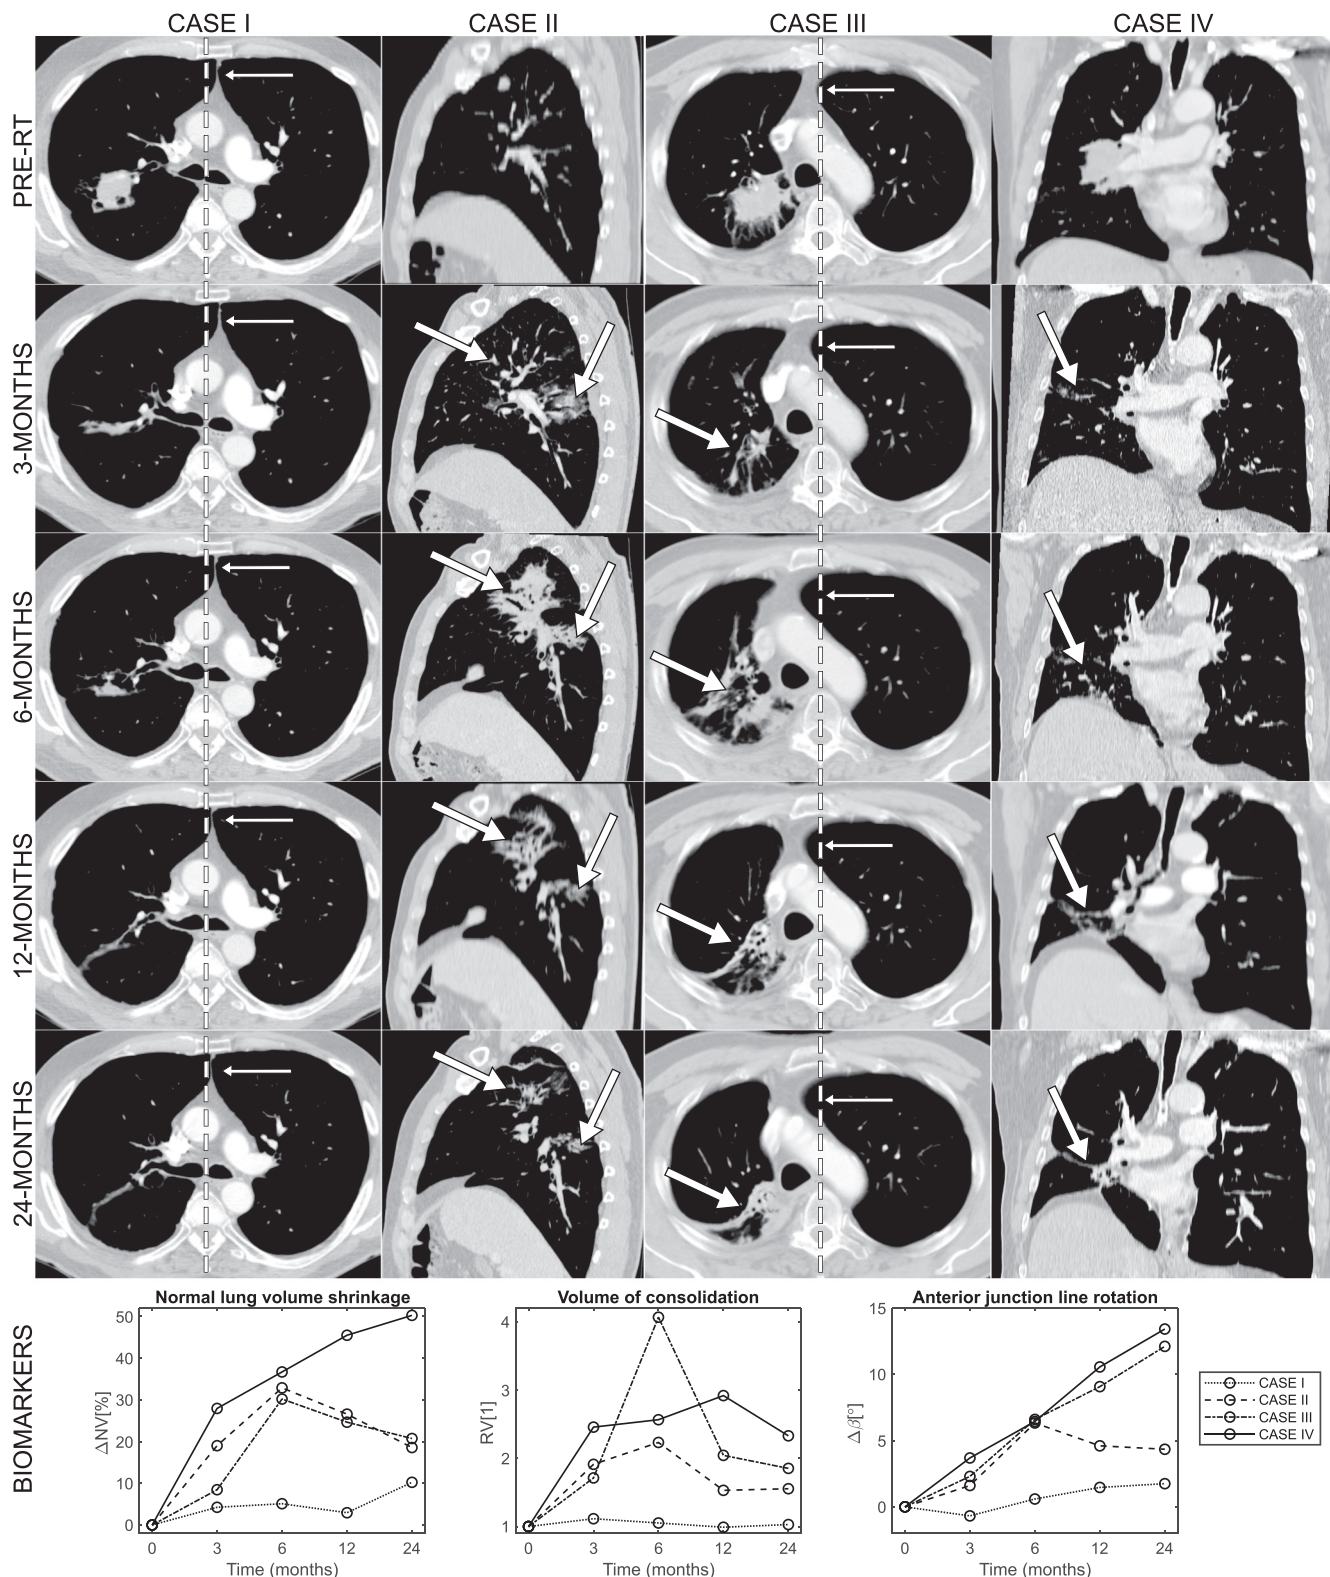 CASE I CASE II CASE III CASE IV
PRE-RT
3-MONTHS
6-MONTHS
12-MONTHS
24-MONTHS
BIOMARKERS
Normal lung volume shrinkage
50
40
30
20
10
0
ΔNV[%]
0 3 6 12 24
Time (months)
Volume of consolidation
4
3
2
1
RV[1]
0 3 6 12 24
Time (months)
Anterior junction line rotation
15
10
5
0
Δβ[°]
0 3 6 12 24
Time (months)
CASE I
CASE II
CASE III
CASE IV